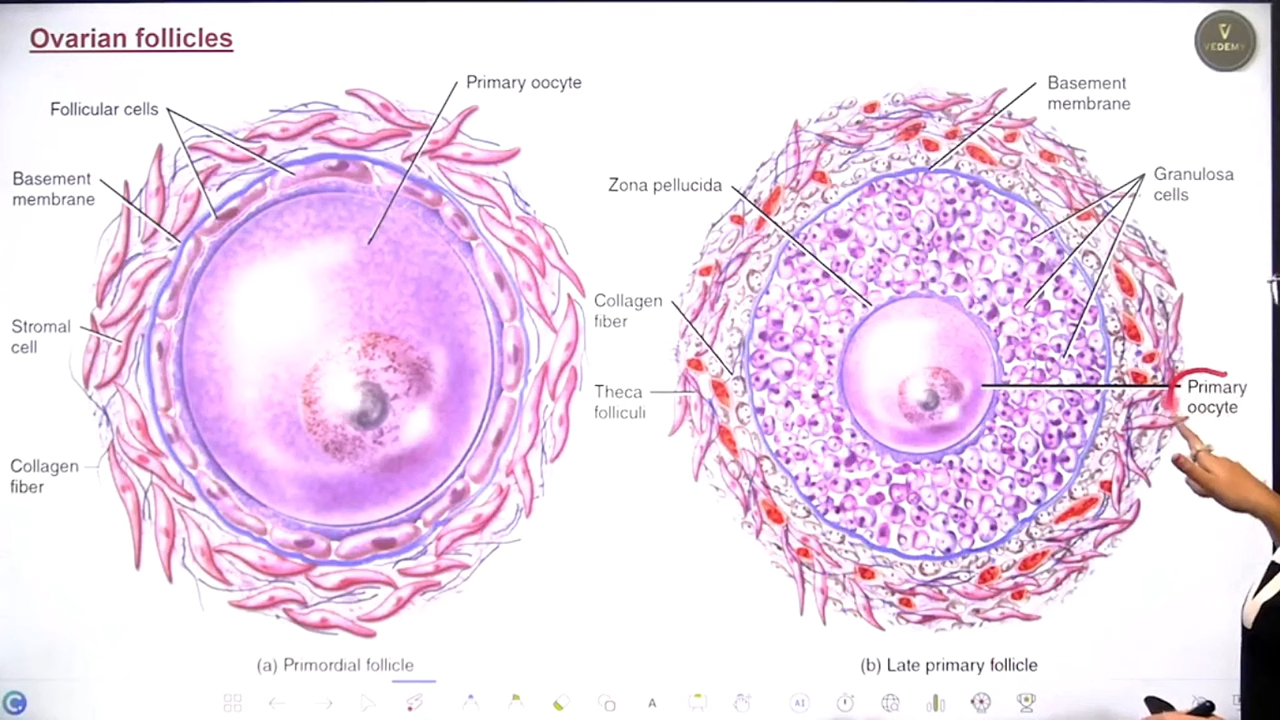 Ovarian follicles
V
VEDEMY
Follicular cells
Primary oocyte
Basement
membrane
Stromal
cell
Collagen
fiber
(a) Primordial follicle
Basement
membrane
Zona pellucida
Granulosa
cells
Collagen
fiber
Theca
folliculi
Primary
oocyte
(b) Late primary follicle
C
A
AI